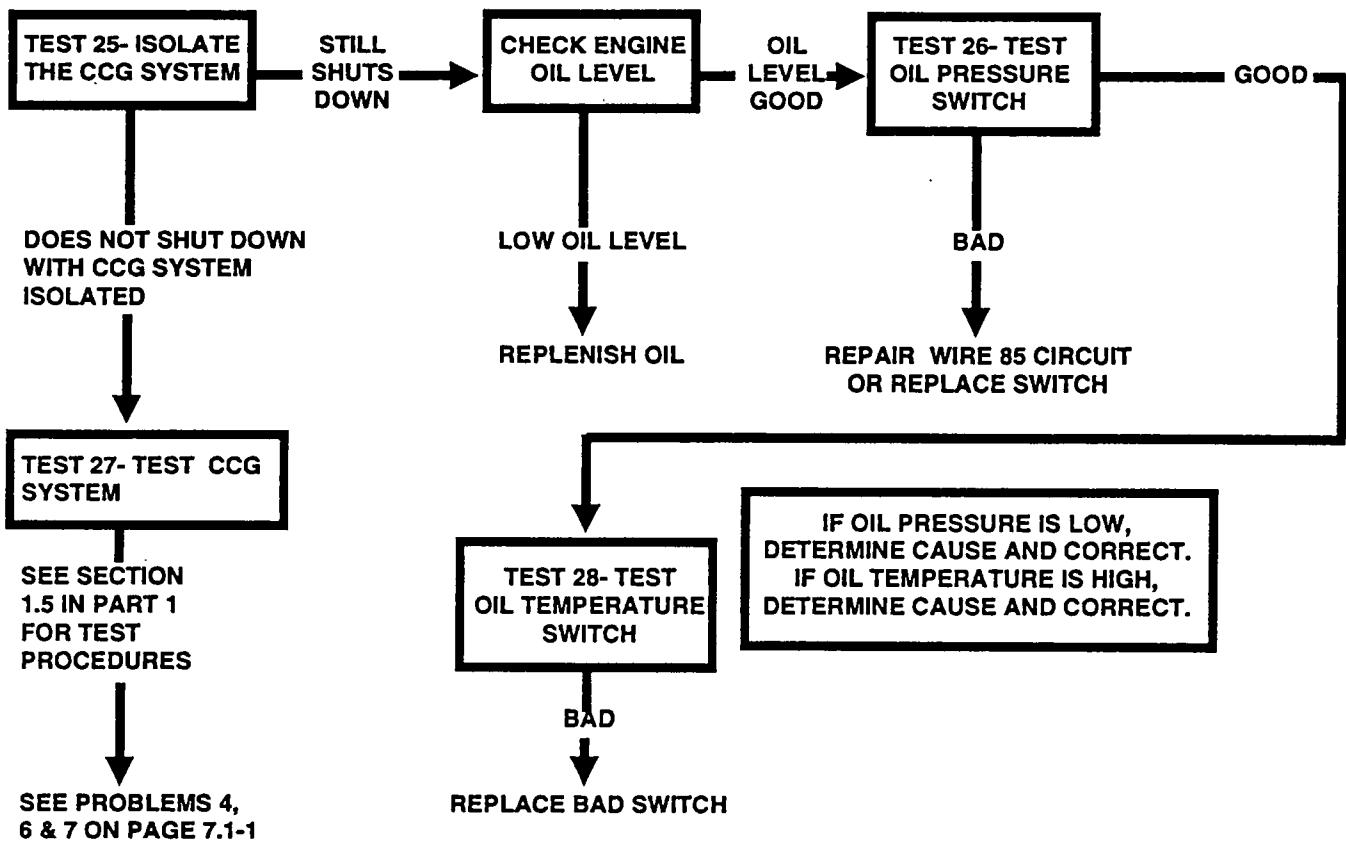 TEST 25- ISOLATE
THE CCG SYSTEM
STILL
SHUTS
DOWN
CHECK ENGINE
OIL LEVEL
OIL
LEVEL
GOOD
TEST 26- TEST
OIL PRESSURE
SWITCH
GOOD
DOES NOT SHUT DOWN
WITH CCG SYSTEM
ISOLATED
LOW OIL LEVEL
REPLENISH OIL
BAD
REPAIR WIRE 85 CIRCUIT
OR REPLACE SWITCH
TEST 27- TEST CCG
SYSTEM
SEE SECTION
1.5 IN PART 1
FOR TEST
PROCEDURES
SEE PROBLEMS 4,
6 & 7 ON PAGE 7.1-1
TEST 28- TEST
OIL TEMPERATURE
SWITCH
BAD
REPLACE BAD SWITCH
IF OIL PRESSURE IS LOW,
DETERMINE CAUSE AND CORRECT.
IF OIL TEMPERATURE IS HIGH,
DETERMINE CAUSE AND CORRECT.